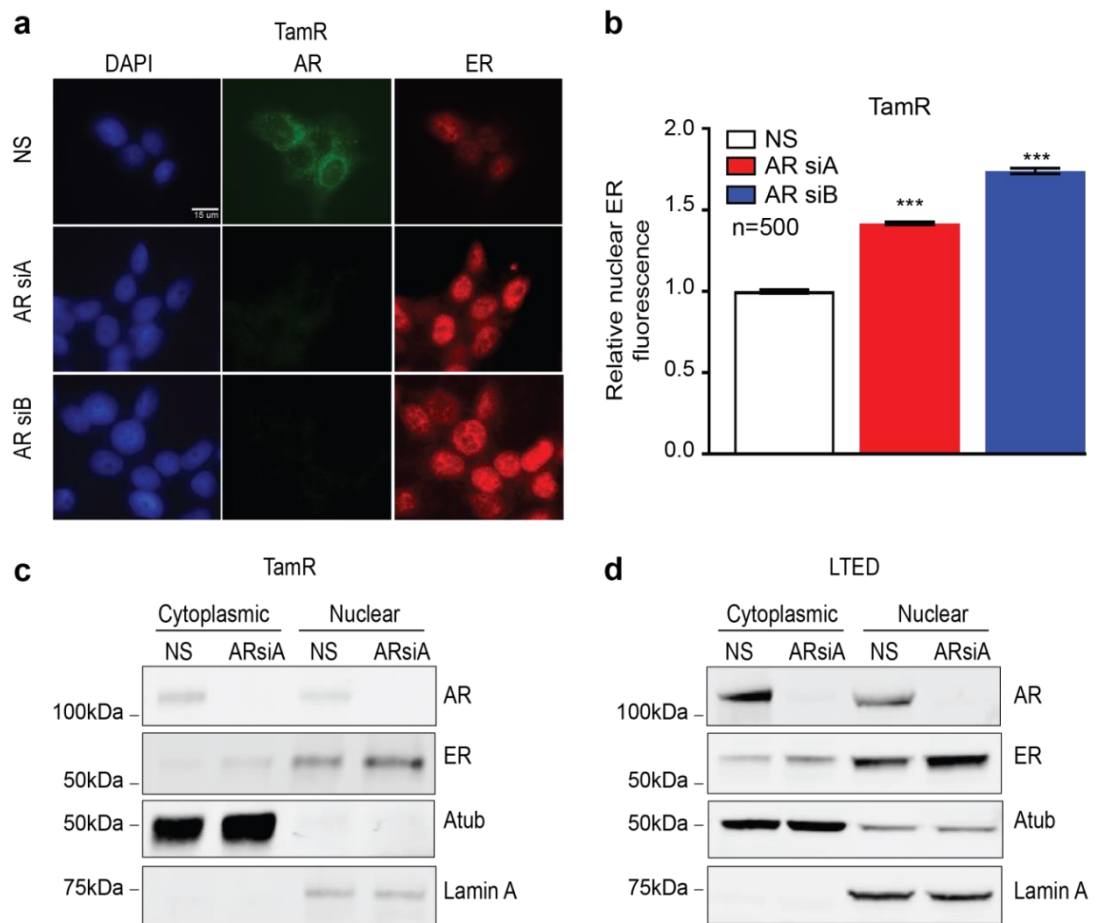 a
TamR
DAPI AR ER
NS
15 um
AR siA
AR siB
b
TamR
Relative nuclear ER
fluorescence
2.0
1.5
1.0
0.5
0.0
NS
AR siA
AR siB
n=500
***
***
c
TamR
Cytoplasmic Nuclear
NS ARsiA NS ARsiA
100kDa AR
50kDa ER
50kDa Atub
75kDa Lamin A
d
LTED
Cytoplasmic Nuclear
NS ARsiA NS ARsiA
100kDa AR
50kDa ER
50kDa Atub
75kDa Lamin A